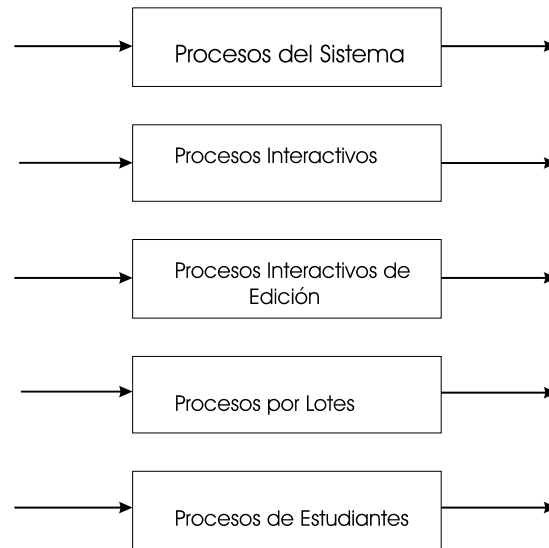 Procesos del Sistema
Procesos Interactivos
Procesos Interactivos de
Edición
Procesos por Lotes
Procesos de Estudiantes